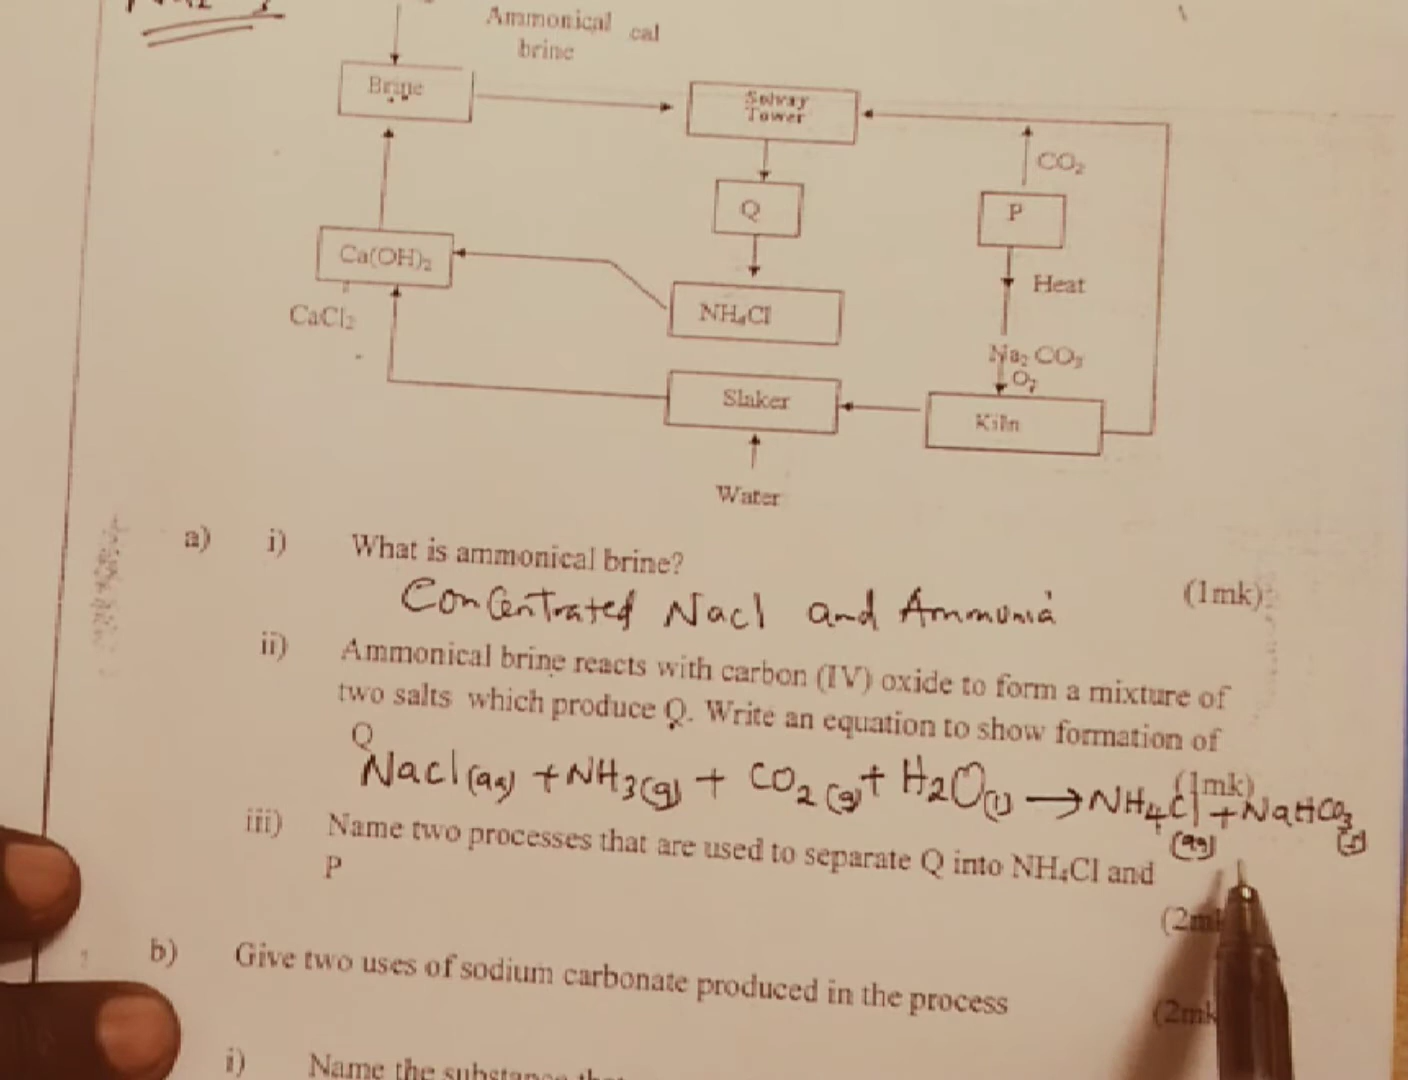 Ammonical cal
brine
Brine
Solvay
Tower
CO₂
Q
P
Ca(OH)₂
Heat
CaCl₂
NH₄Cl
Na₂ CO₃
O₂
Slaker
Kiln
Water
a) i) What is ammonical brine?
(1mk)
Concentrated Nacl and Ammonia
ii) Ammonical brine reacts with carbon (IV) oxide to form a mixture of
two salts which produce Q. Write an equation to show formation of
Q
(1mk)
Nacl(aq) + NH3(g) + CO2(g) + H2O(l) → NH4Cl(aq) + NaHCO3(s)
iii) Name two processes that are used to separate Q into NH₄Cl and
P
b) Give two uses of sodium carbonate produced in the process
i) Name the substance